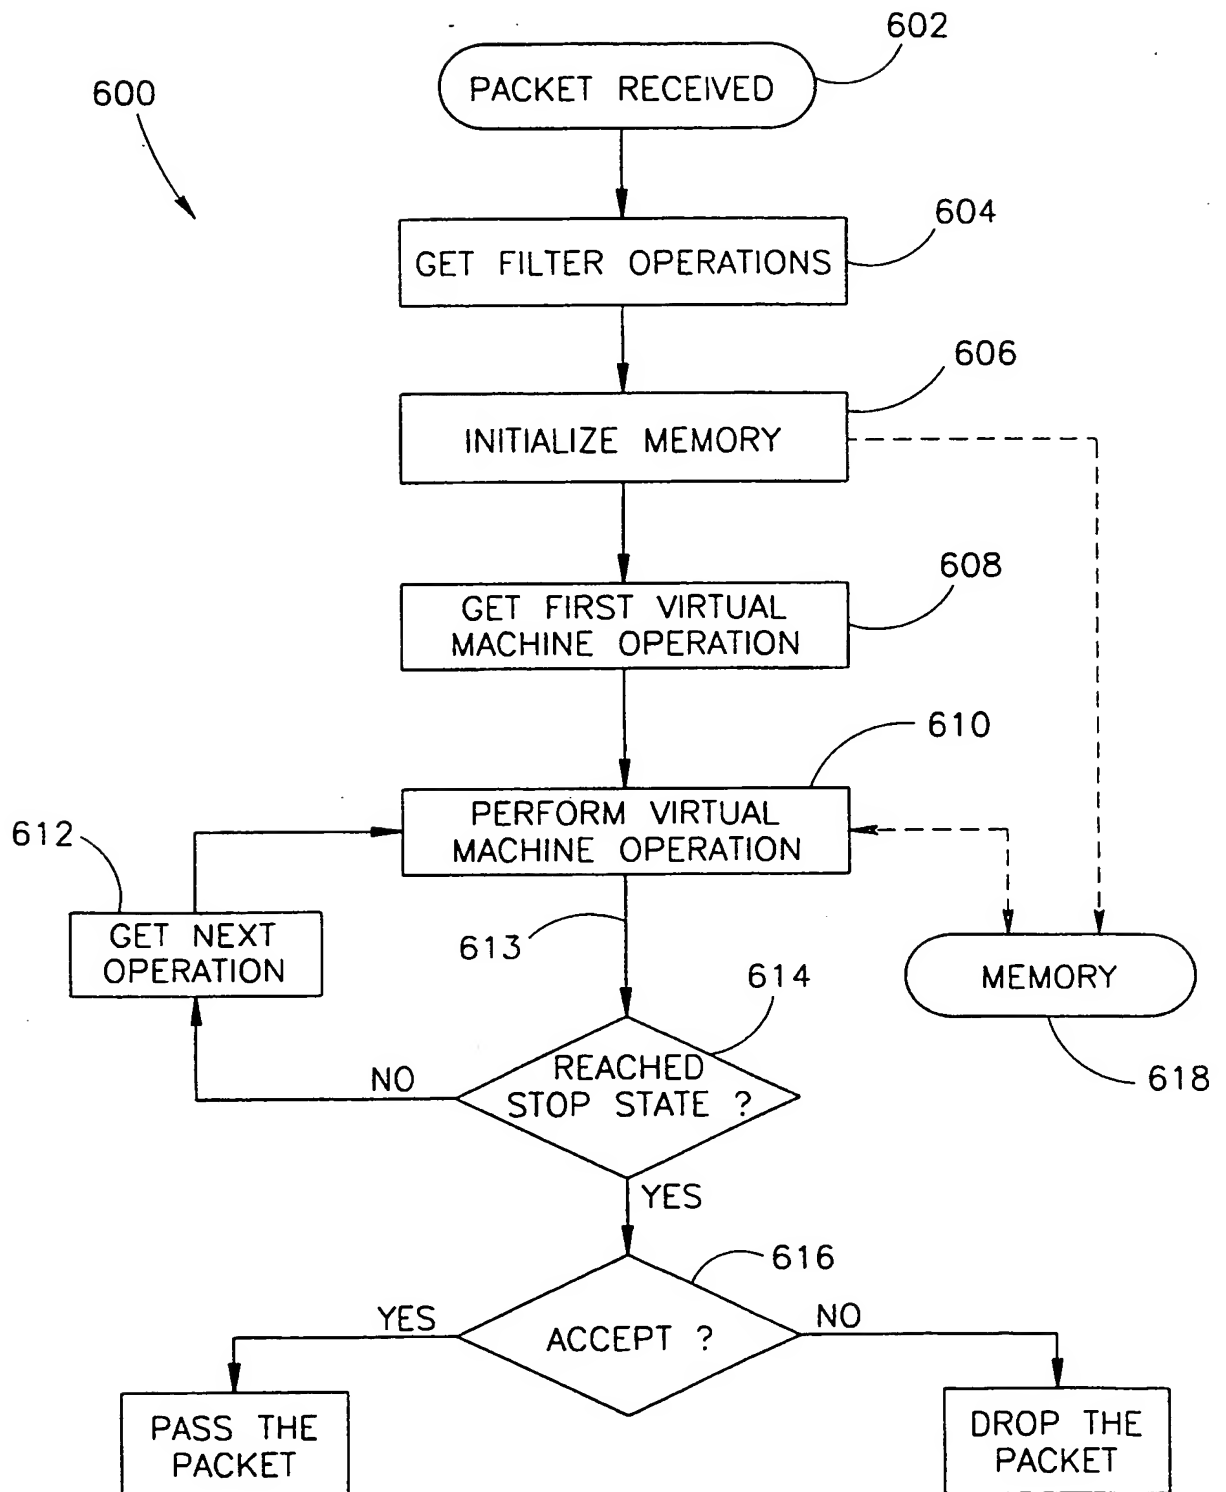 602
PACKET RECEIVED
600
604
GET FILTER OPERATIONS
606
INITIALIZE MEMORY
608
GET FIRST VIRTUAL
MACHINE OPERATION
610
PERFORM VIRTUAL
MACHINE OPERATION
612
GET NEXT
OPERATION
613
614
MEMORY
618
REACHED
STOP STATE ?
NO
YES
616
ACCEPT ?
YES
NO
PASS THE
PACKET
DROP THE
PACKET